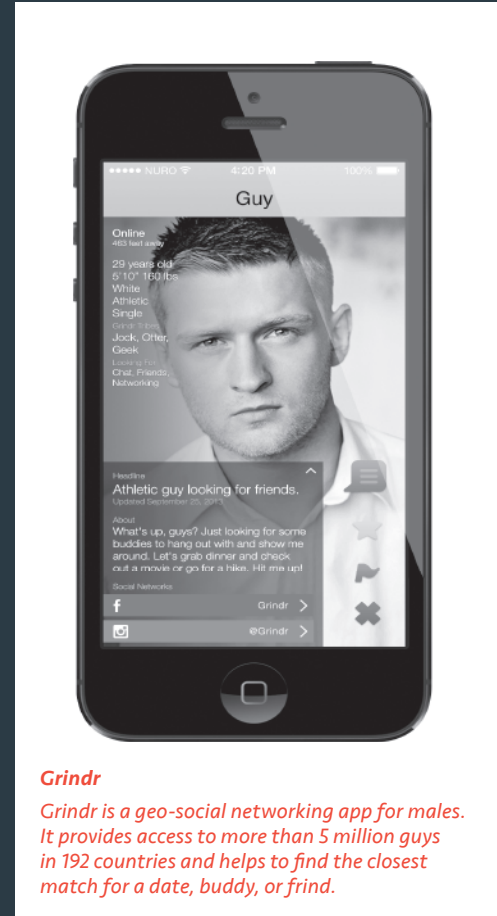 NURO 4:20 PM 100%
Guy
Online
463 feet away
29 years old
5'10" 160 lbs
White
Athletic
Single
Grindr Tribes
Jock, Otter,
Geek
Looking For
Chat, Friends,
Networking
Headline
Athletic guy looking for friends.
Updated September 25, 2013
About
What's up, guys? Just looking for some
buddies to hang out with and show me
around. Let's grab dinner and check
out a movie or go for a hike. Hit me up!
Social Networks
f Grindr
@Grindr
Grindr
Grindr is a geo-social networking app for males.
It provides access to more than 5 million guys
in 192 countries and helps to find the closest
match for a date, buddy, or frind.